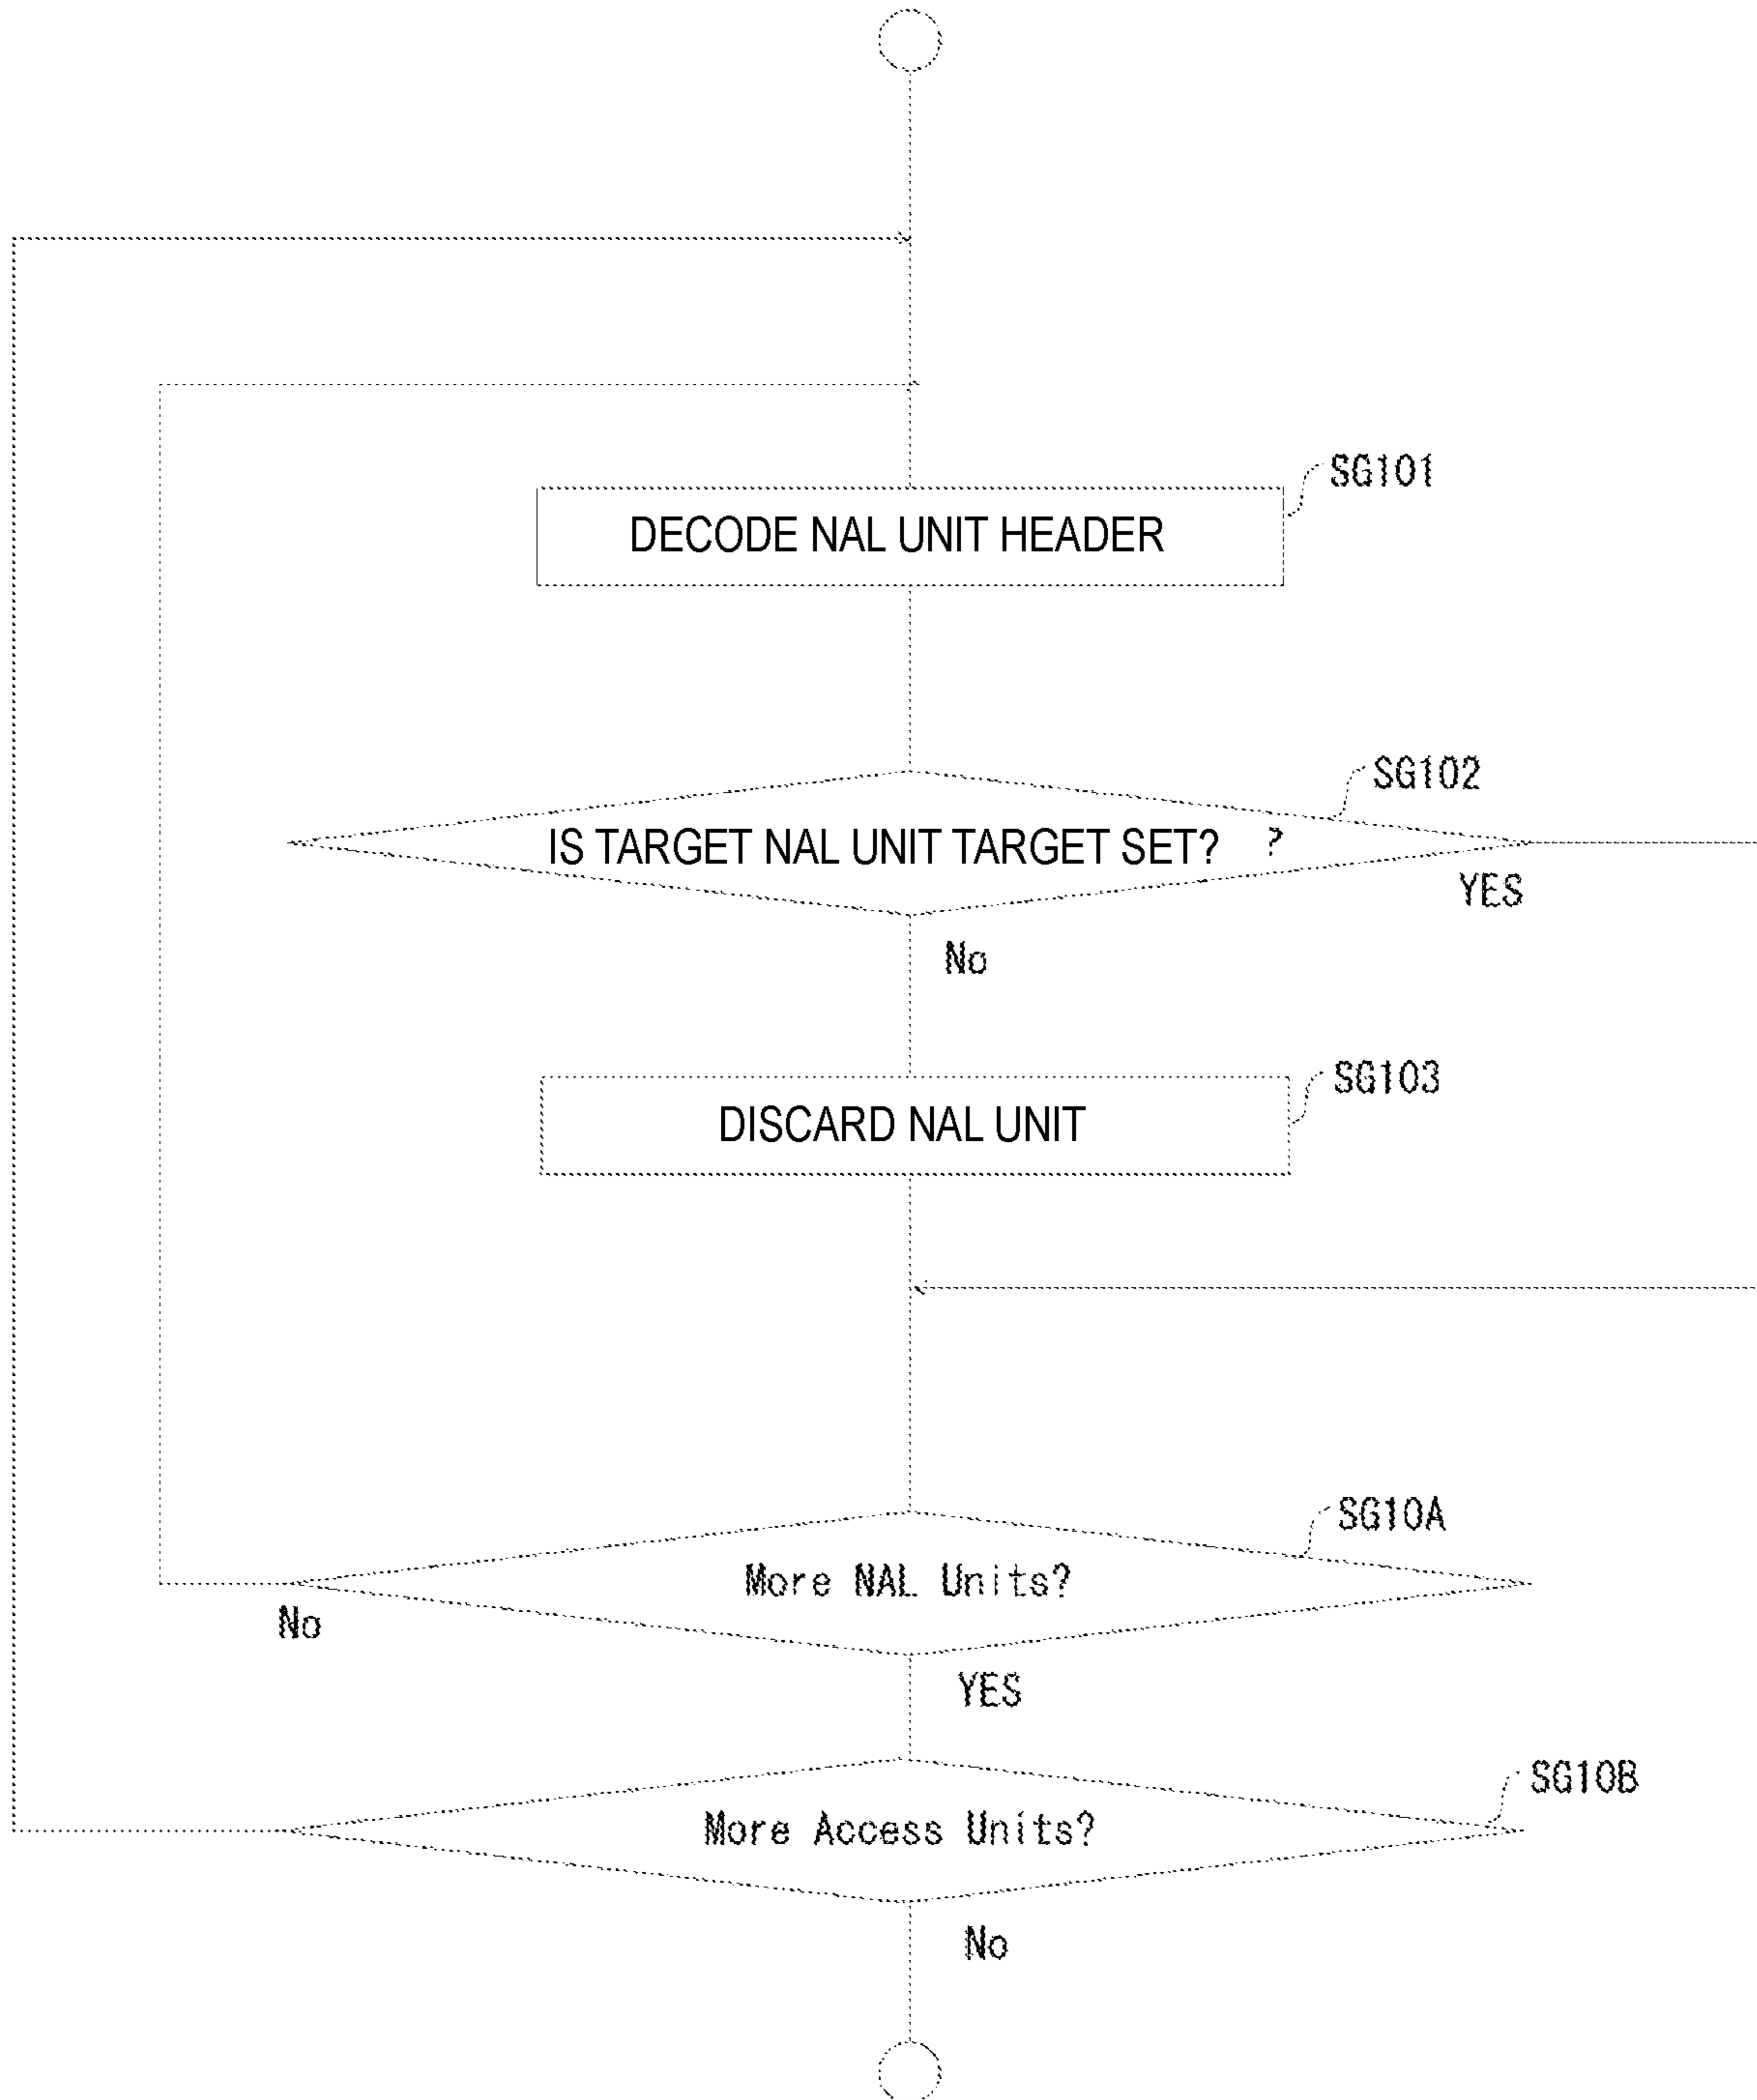 SG101
DECODE NAL UNIT HEADER
SG102
IS TARGET NAL UNIT TARGET SET? ?
YES
No
SG103
DISCARD NAL UNIT
SG10A
More NAL Units?
No
YES
SG10B
More Access Units?
No